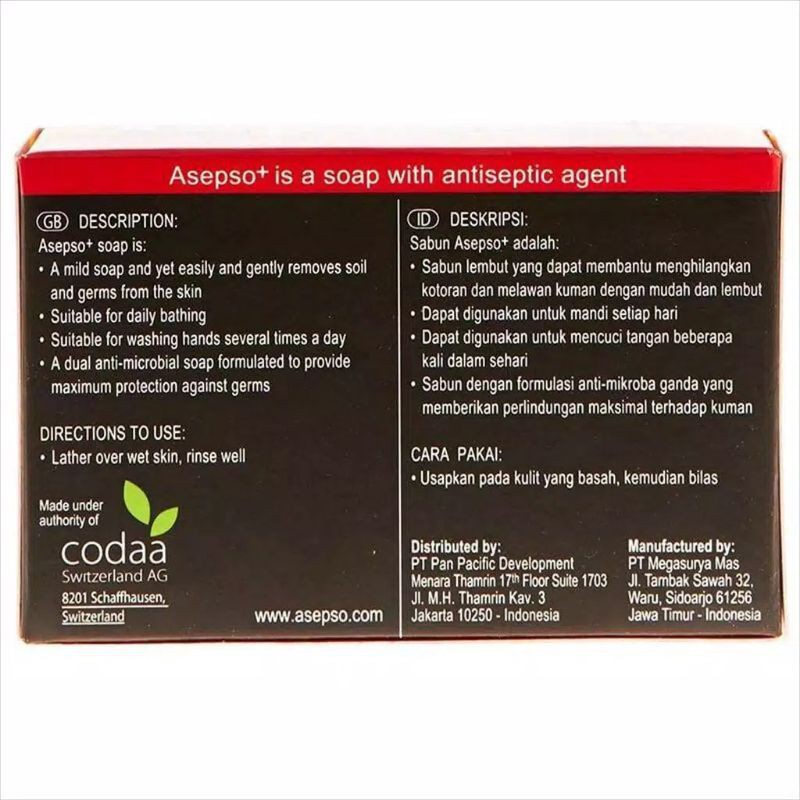 Asepso+ is a soap with antiseptic agent
GB DESCRIPTION:
Asepso+ soap is:
• A mild soap and yet easily and gently removes soil
and germs from the skin
• Suitable for daily bathing
• Suitable for washing hands several times a day
• A dual anti-microbial soap formulated to provide
maximum protection against germs
DIRECTIONS TO USE:
• Lather over wet skin, rinse well
Made under
authority of
codaa
Switzerland AG
8201 Schaffhausen,
Switzerland
www.asepso.com
ID DESKRIPSI:
Sabun Asepso+ adalah:
• Sabun lembut yang dapat membantu menghilangkan
kotoran dan melawan kuman dengan mudah dan lembut
• Dapat digunakan untuk mandi setiap hari
• Dapat digunakan untuk mencuci tangan beberapa
kali dalam sehari
• Sabun dengan formulasi anti-mikroba ganda yang
memberikan perlindungan maksimal terhadap kuman
CARA PAKAI:
• Usapkan pada kulit yang basah, kemudian bilas
Distributed by:
PT Pan Pacific Development
Menara Thamrin 17th Floor Suite 1703
Jl. M.H. Thamrin Kav. 3
Jakarta 10250 - Indonesia
Manufactured by:
PT Megasurya Mas
Jl. Tambak Sawah 32,
Waru, Sidoarjo 61256
Jawa Timur - Indonesia